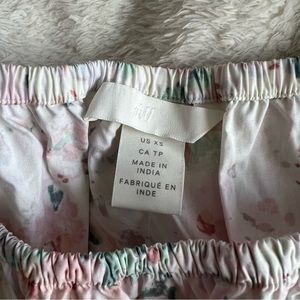 H&M
US XS
CA TP
MADE IN
INDIA
FABRIQUÉ EN
INDE